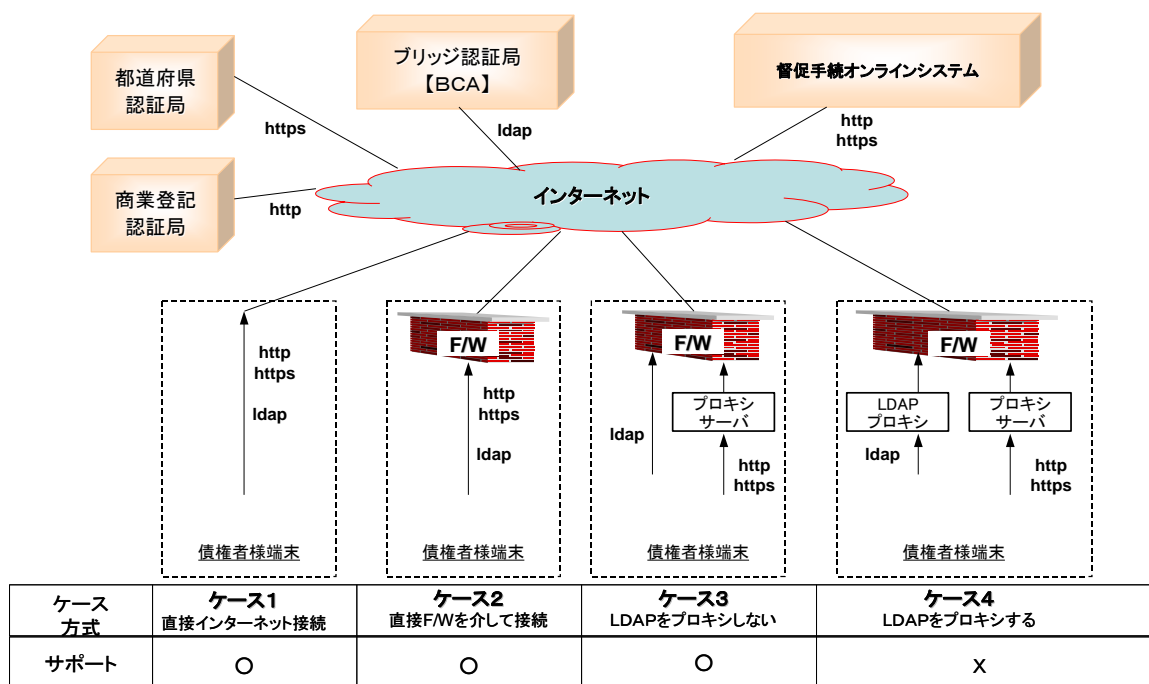 都道府県
認証局
ブリッジ認証局
【BCA】
督促手続オンラインシステム
https
ldap
http
https
商業登記
認証局
http
インターネット
http
https
ldap
債権者様端末
F/W
http
https
ldap
債権者様端末
F/W
プロキシ
サーバ
ldap
http
https
債権者様端末
F/W
LDAP
プロキシ
プロキシ
サーバ
ldap
http
https
債権者様端末
ケース
方式
ケース1
直接インターネット接続
ケース2
直接F/Wを介して接続
ケース3
LDAPをプロキシしない
ケース4
LDAPをプロキシする
サポート
○
○
○
x